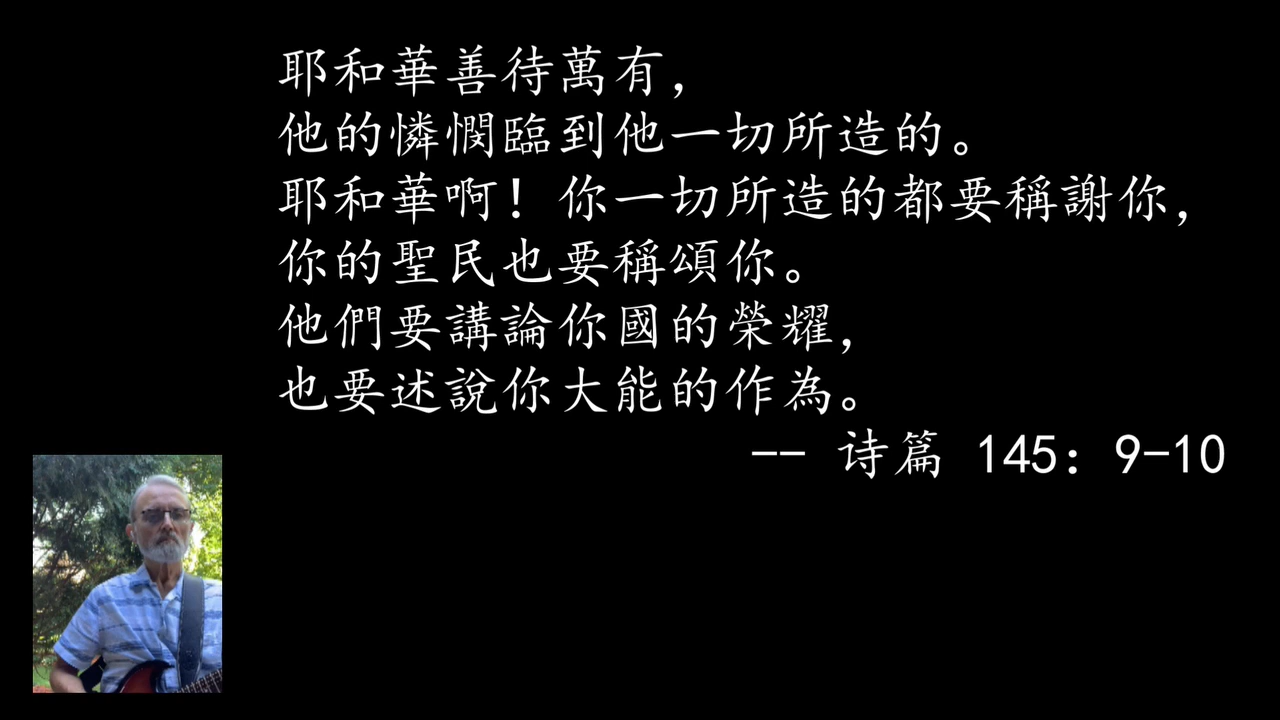 耶和華善待萬有，
他的憐憫臨到他一切所造的。
耶和華啊！你一切所造的都要稱謝你，
你的聖民也要稱頌你。
他們要講論你國的榮耀，
也要述說你大能的作為。
-- 诗篇 145：9-10